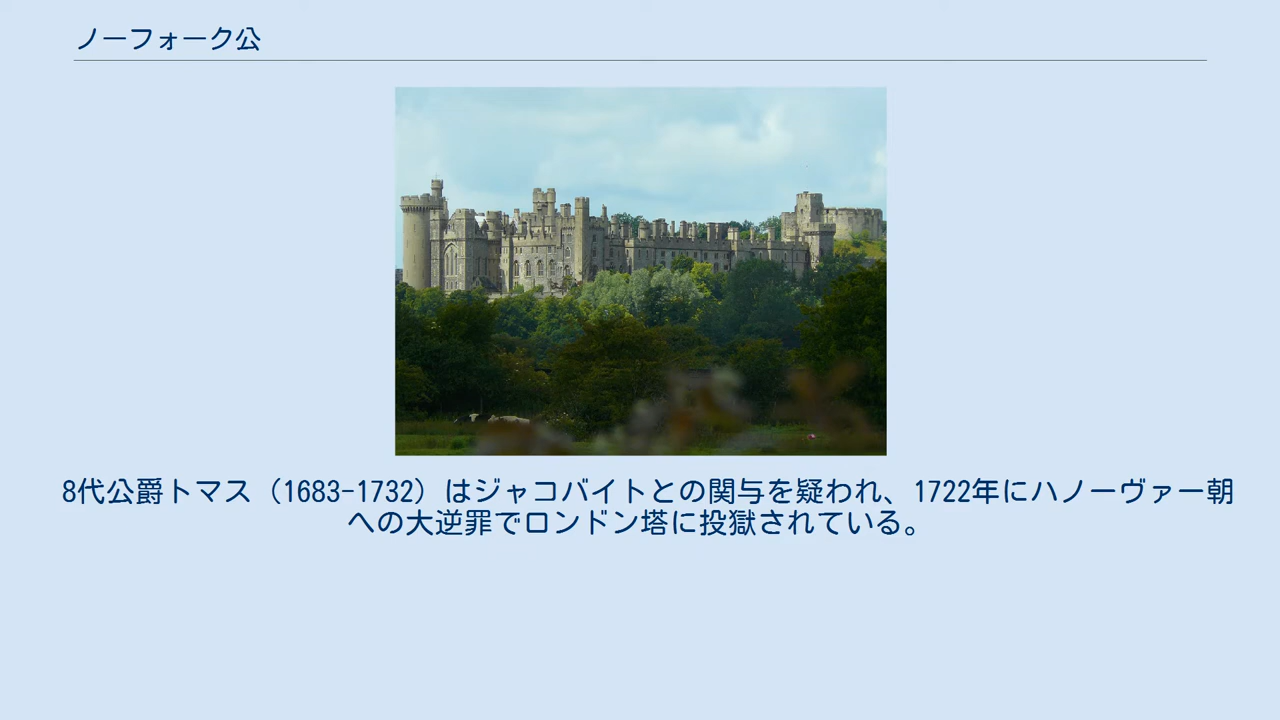 ノーフォーク公
8代公爵トマス（1683-1732）はジャコバイトとの関与を疑われ、1722年にハノーヴァー朝
への大逆罪でロンドン塔に投獄されている。